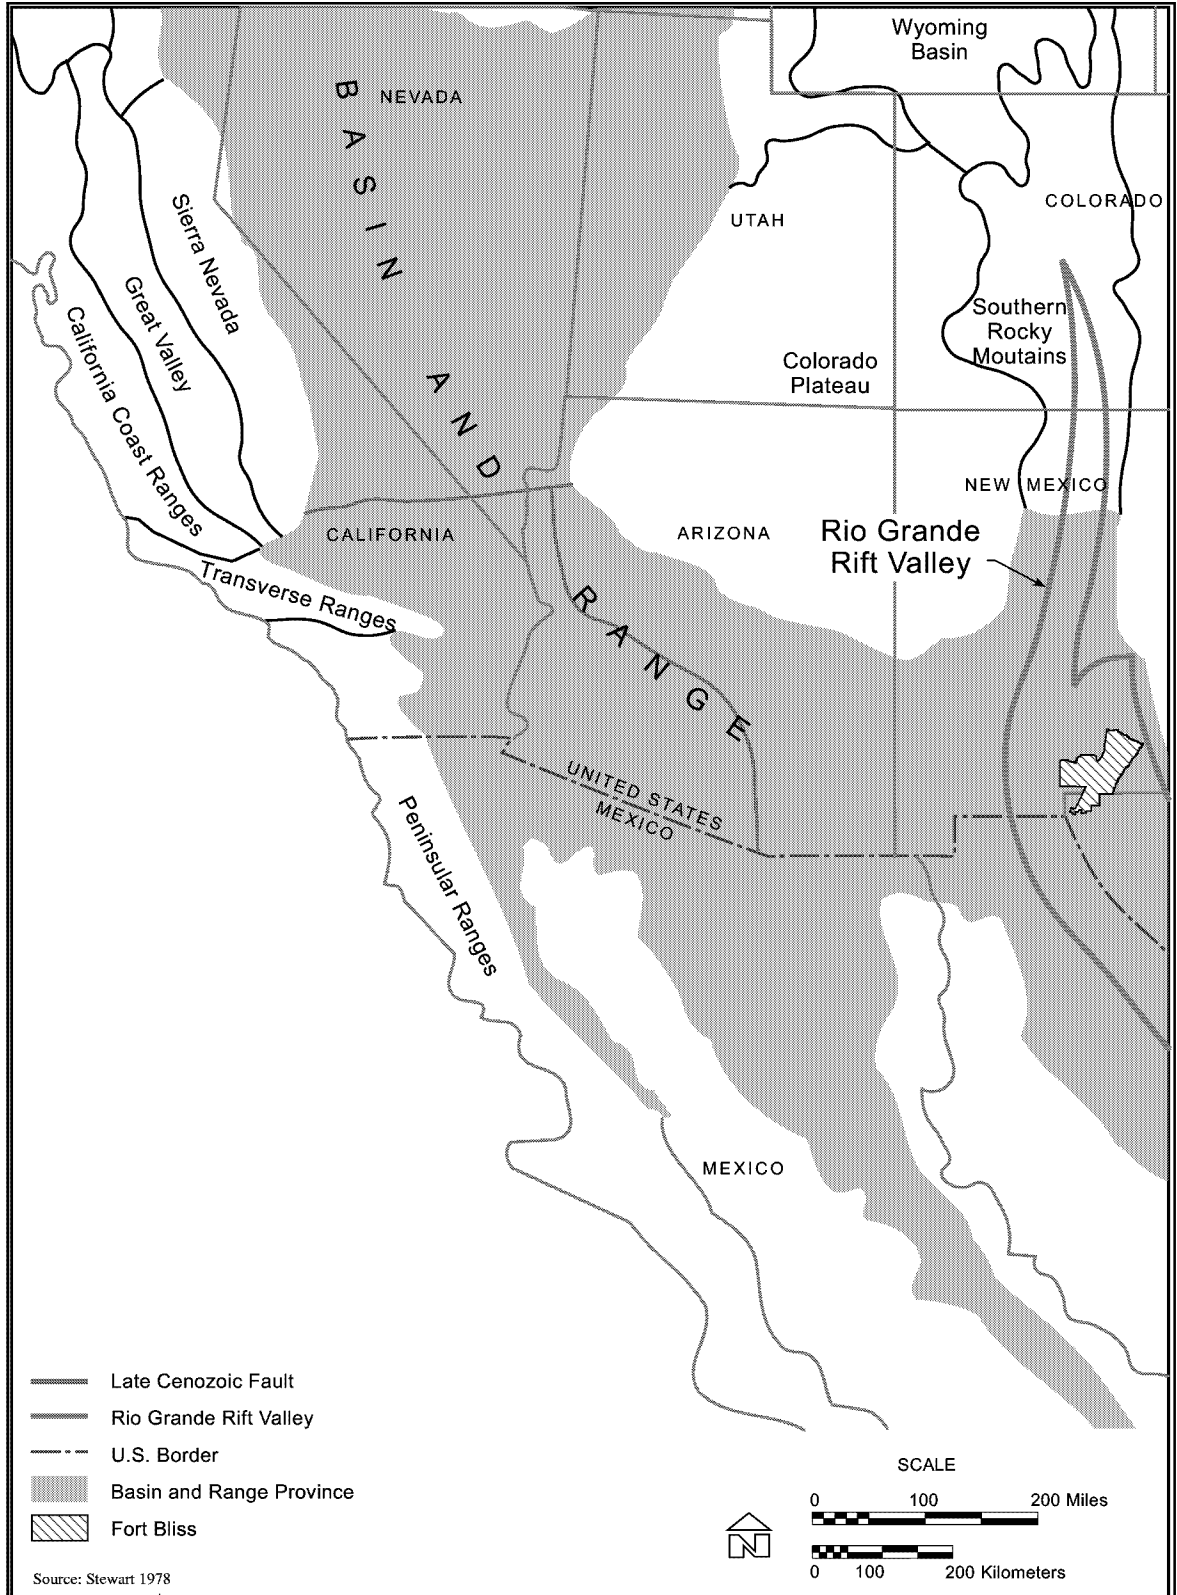 Wyoming
Basin
NEVADA
BASIN AND RANGE
COLORADO
UTAH
Sierra Nevada
Great Valley
California Coast Ranges
Southern
Rocky
Moutains
Colorado
Plateau
NEW MEXICO
CALIFORNIA
ARIZONA
Rio Grande
Rift Valley
Transverse Ranges
UNITED STATES
MEXICO
Peninsular Ranges
MEXICO
Late Cenozoic Fault
Rio Grande Rift Valley
U.S. Border
Basin and Range Province
Fort Bliss
Source: Stewart 1978
SCALE
0 100 200 Miles
0 100 200 Kilometers
N